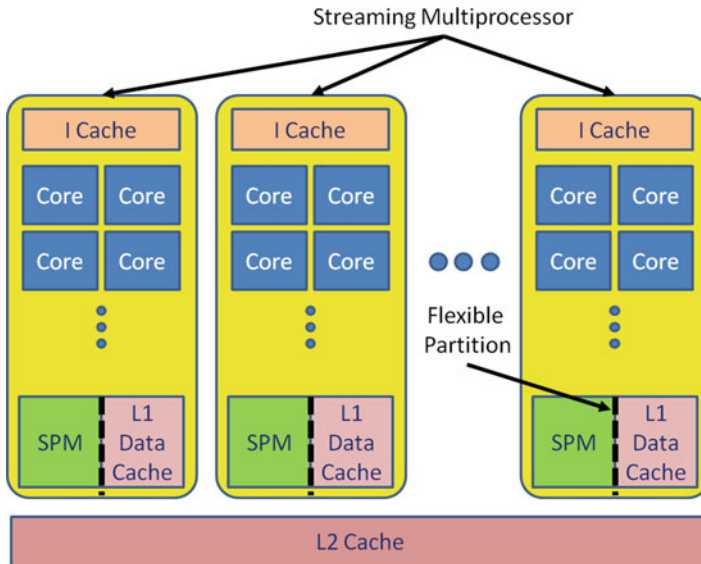 Streaming Multiprocessor
I Cache
I Cache
I Cache
Core Core
Core Core
Core Core
Core Core
Core Core
Core Core
Flexible
Partition
SPM
L1
Data
Cache
SPM
L1
Data
Cache
SPM
L1
Data
Cache
L2 Cache